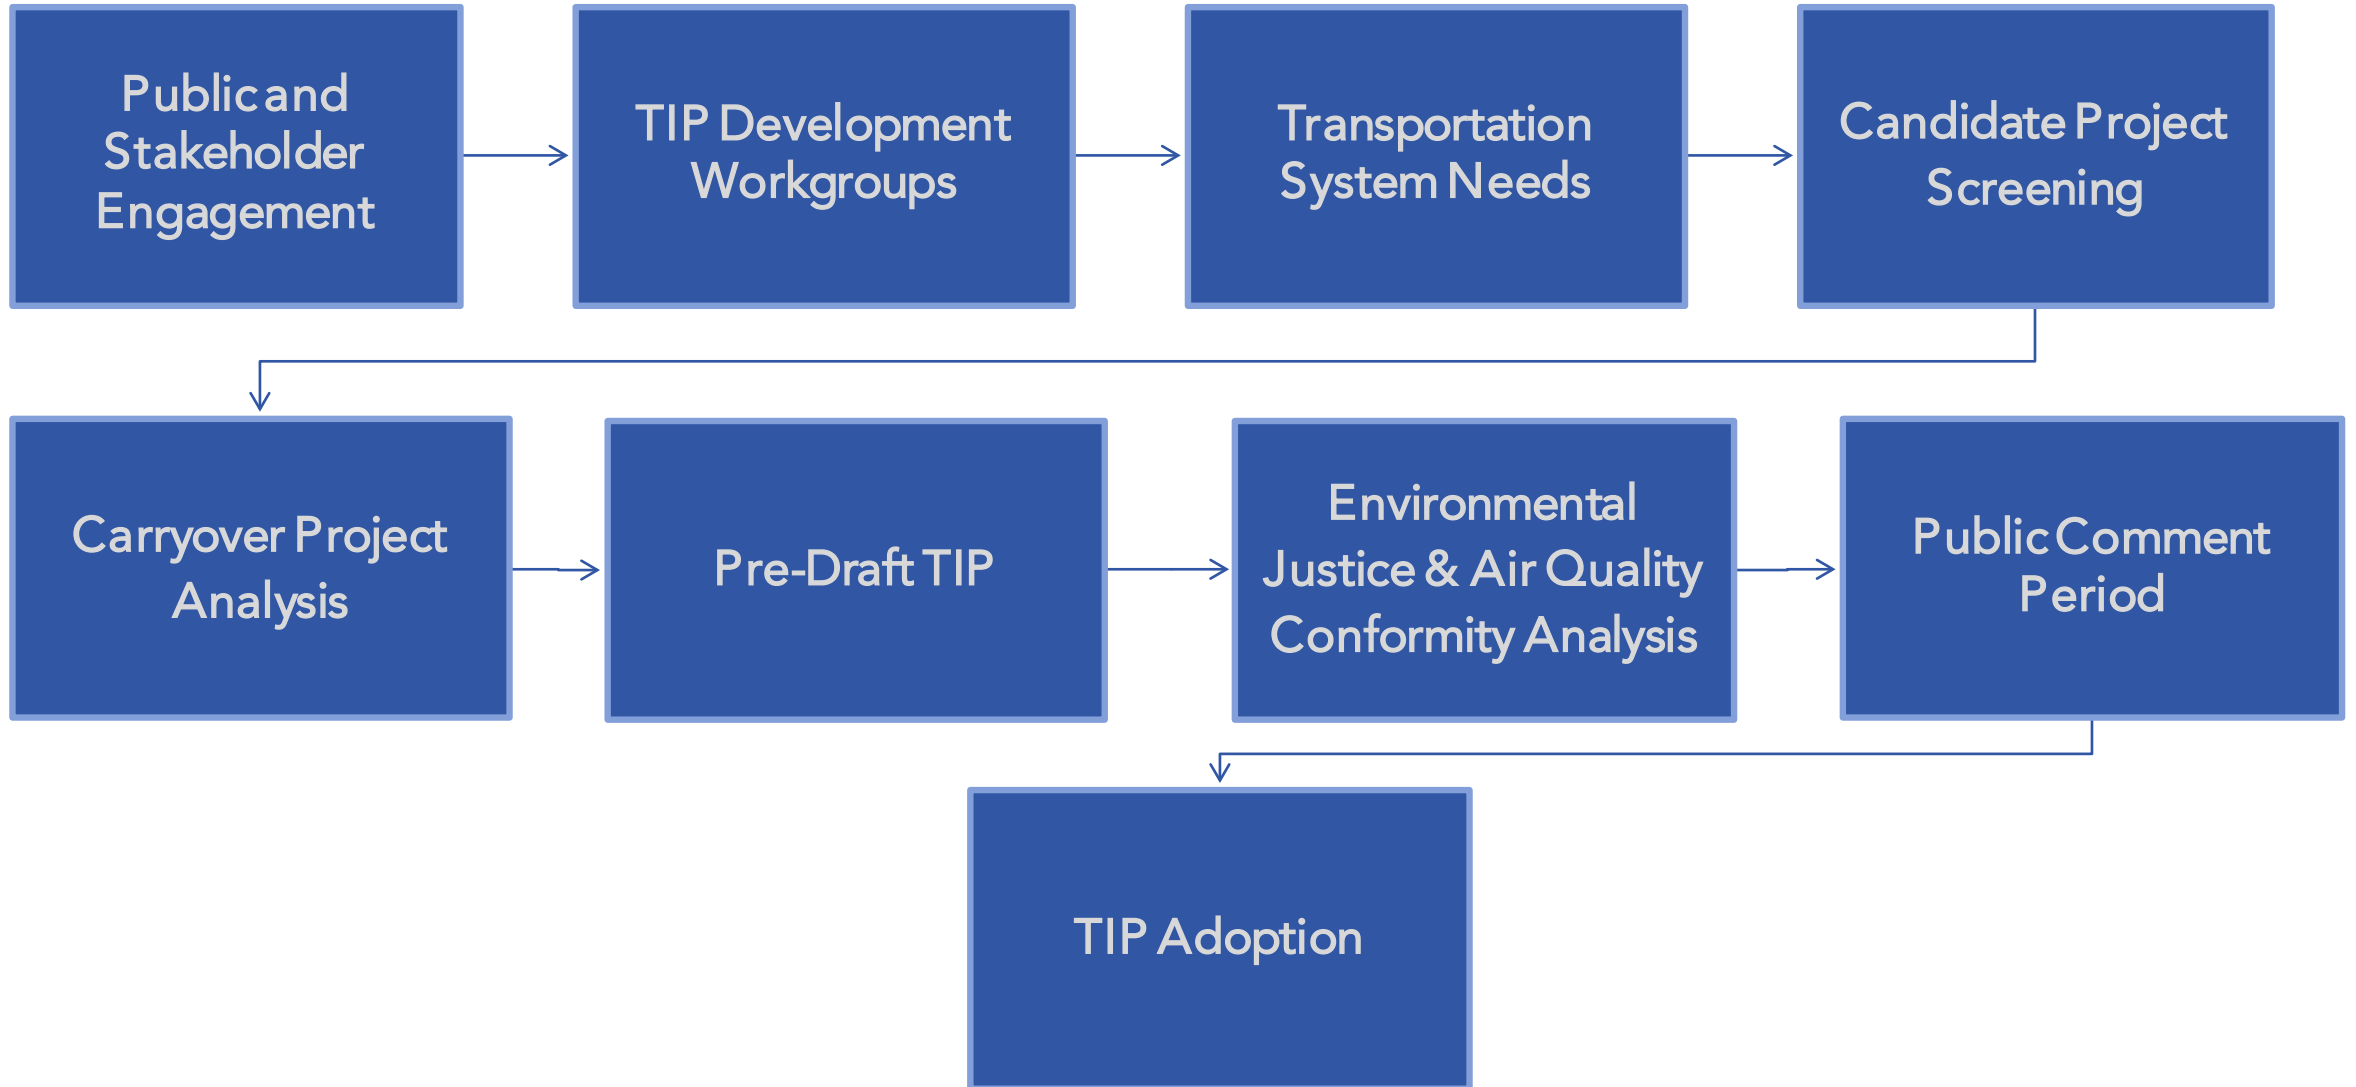 Public and
Stakeholder
Engagement
TIP Development
Workgroups
Transportation
System Needs
Candidate Project
Screening
Carryover Project
Analysis
Pre-Draft TIP
Environmental
Justice & Air Quality
Conformity Analysis
Public Comment
Period
TIP Adoption